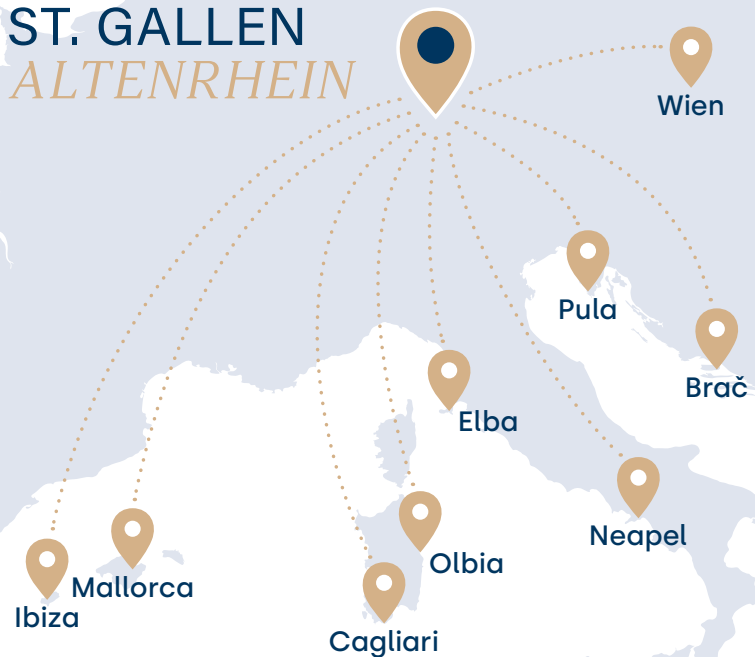 ST. GALLEN
ALTENRHEIN
Wien
Pula
Brač
Elba
Neapel
Olbia
Mallorca
Ibiza
Cagliari